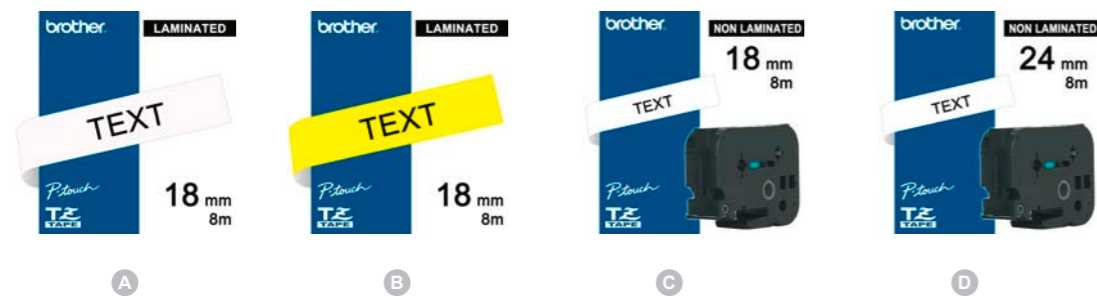 brother
LAMINATED
TEXT
P-touch
TZ
TAPE
18 mm
8m
A
brother
LAMINATED
TEXT
P-touch
TZ
TAPE
18 mm
8m
B
brother
NON LAMINATED
18 mm
8m
TEXT
P-touch
TZ
TAPE
C
brother
NON LAMINATED
24 mm
8m
TEXT
P-touch
TZ
TAPE
D